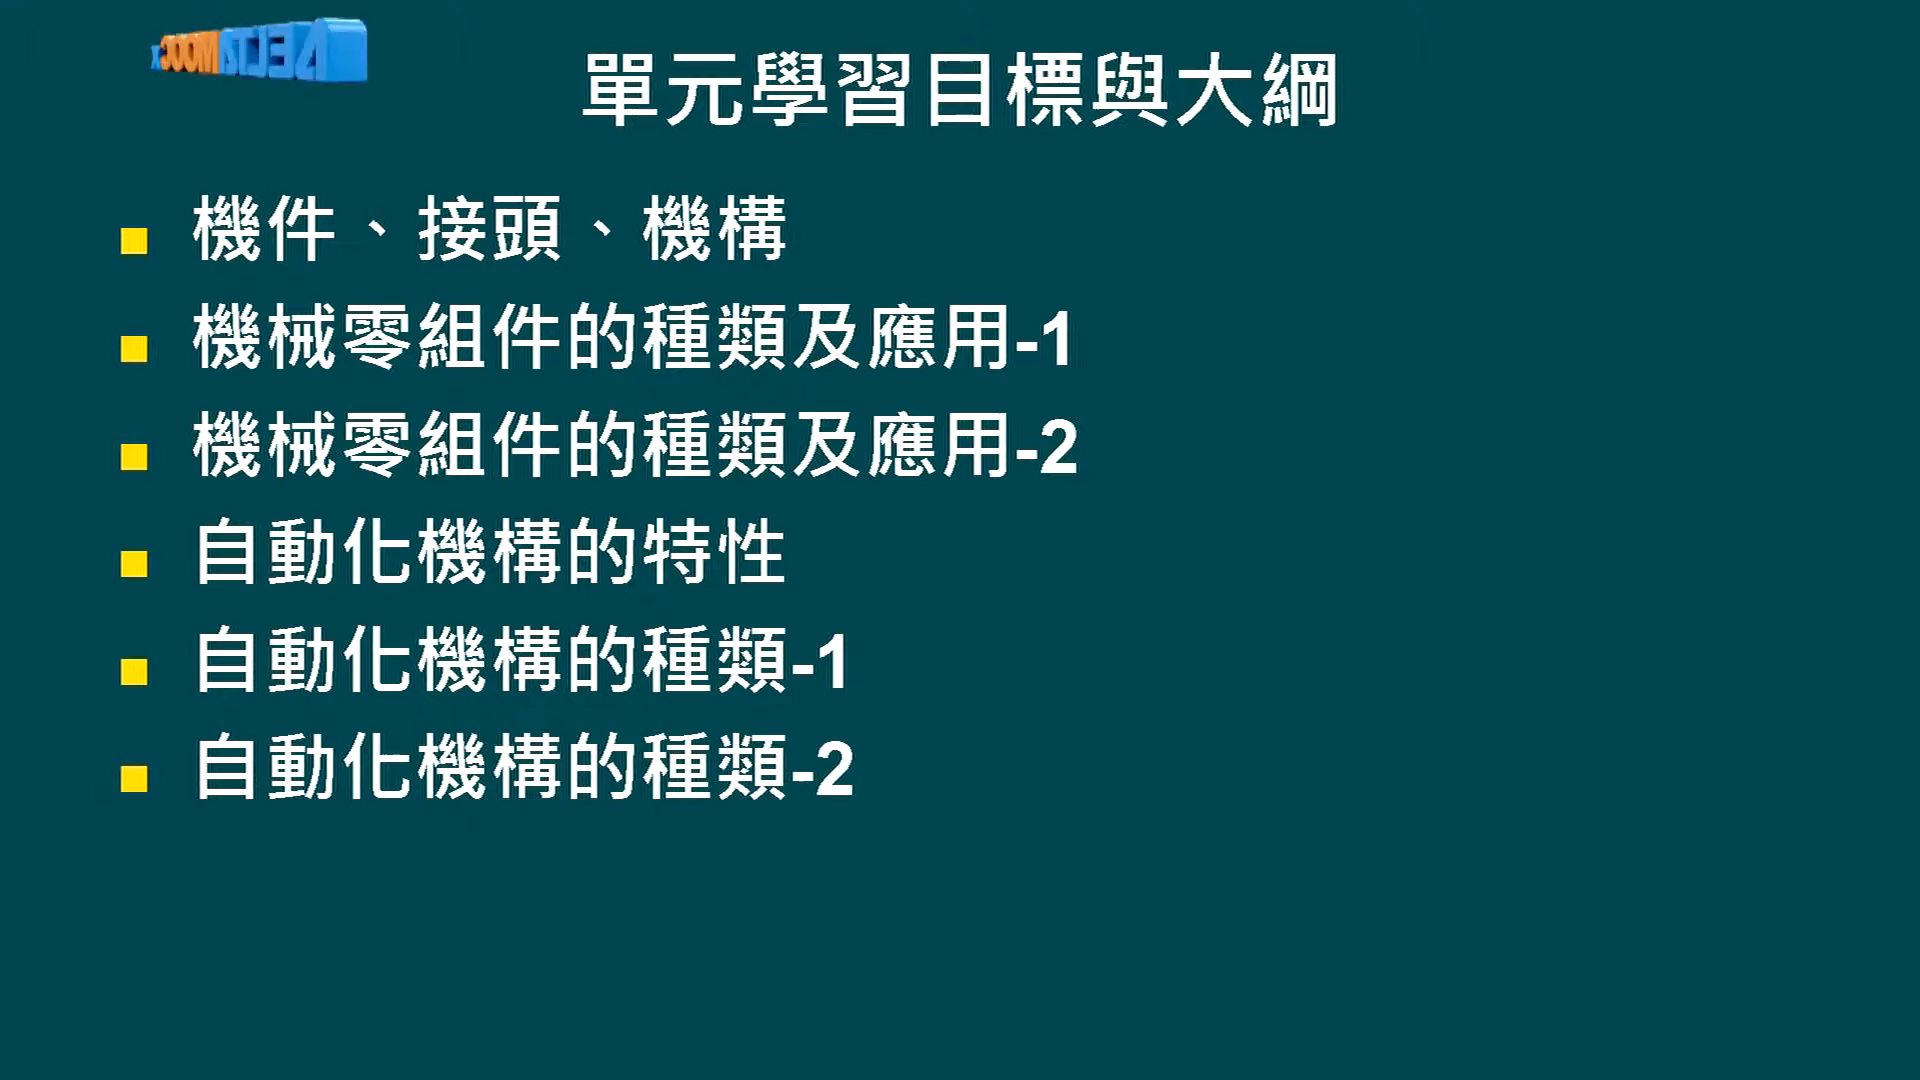 DELTAMOOCx
單元學習目標與大綱
機件、接頭、機構
機械零組件的種類及應用-1
機械零組件的種類及應用-2
自動化機構的特性
自動化機構的種類-1
自動化機構的種類-2